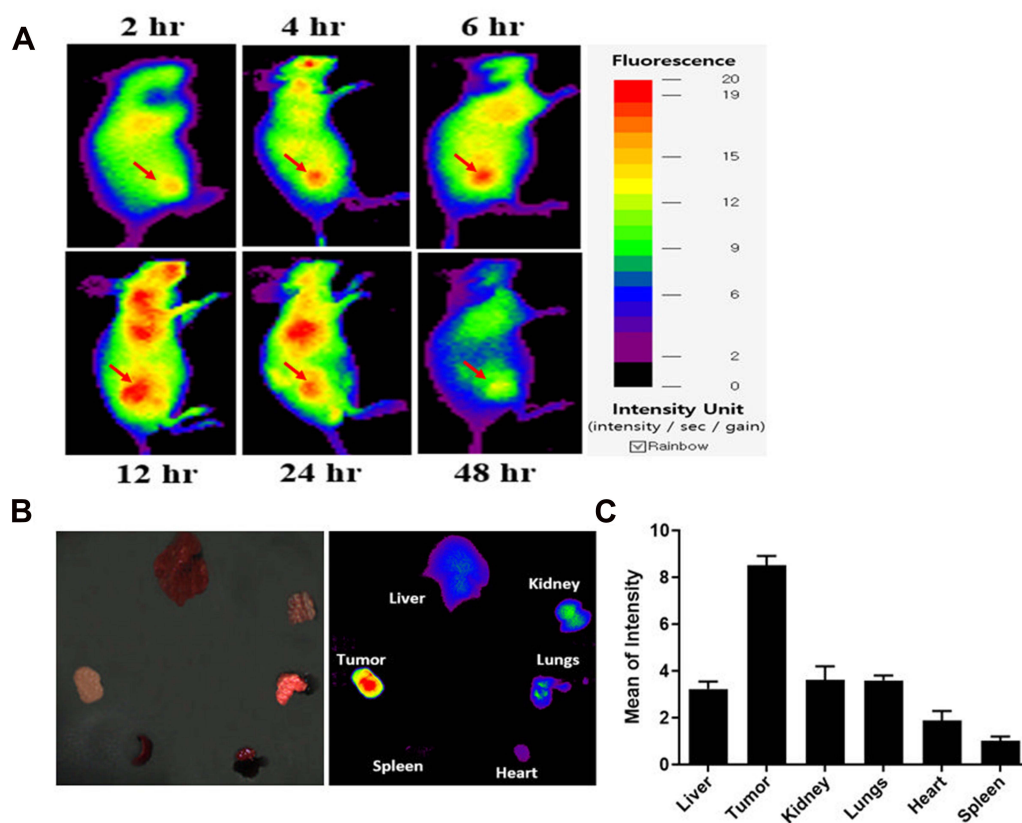 A
2 hr
4 hr
6 hr
12 hr
24 hr
48 hr
Fluorescence
20
19
15
12
9
6
2
0
Intensity Unit
(intensity / sec / gain)
Rainbow
B
Liver
Kidney
Tumor
Lungs
Spleen
Heart
C
Mean of Intensity
10
8
6
4
2
0
Liver
Tumor
Kidney
Lungs
Heart
Spleen